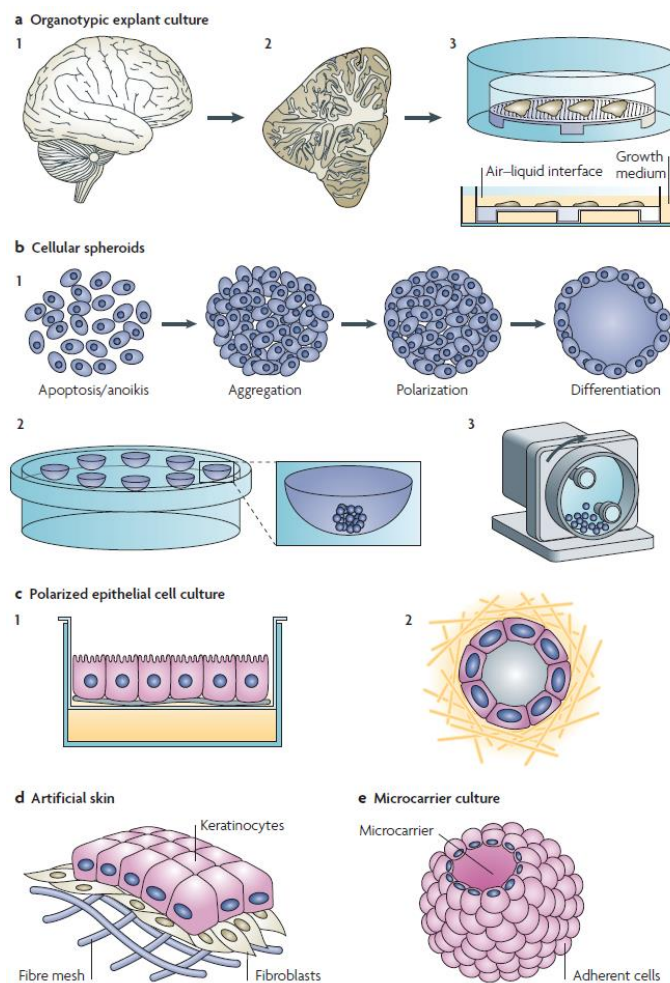 a Organotypic explant culture
1
2
3
Air–liquid interface
Growth
medium
b Cellular spheroids
1
Apoptosis/anoikis
Aggregation
Polarization
Differentiation
2
3
c Polarized epithelial cell culture
1
2
d Artificial skin
Keratinocytes
Fibre mesh
Fibroblasts
e Microcarrier culture
Microcarrier
Adherent cells